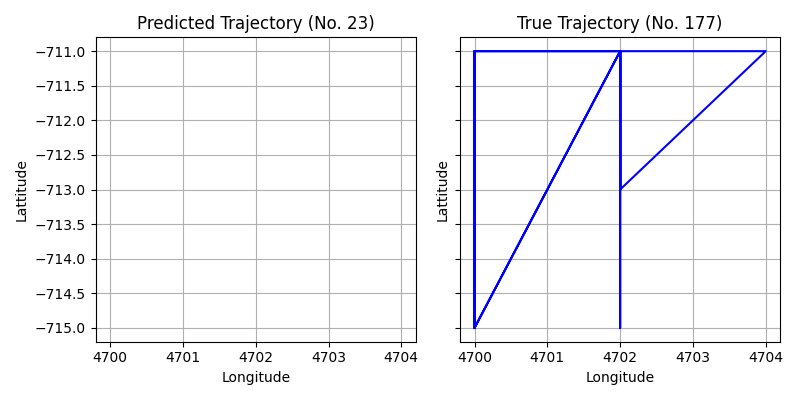 Predicted Trajectory (No. 23)
True Trajectory (No. 177)
Lattitude
−711.0
−711.5
−712.0
−712.5
−713.0
−713.5
−714.0
−714.5
−715.0
4700 4701 4702 4703 4704
Longitude
Lattitude
4700 4701 4702 4703 4704
Longitude